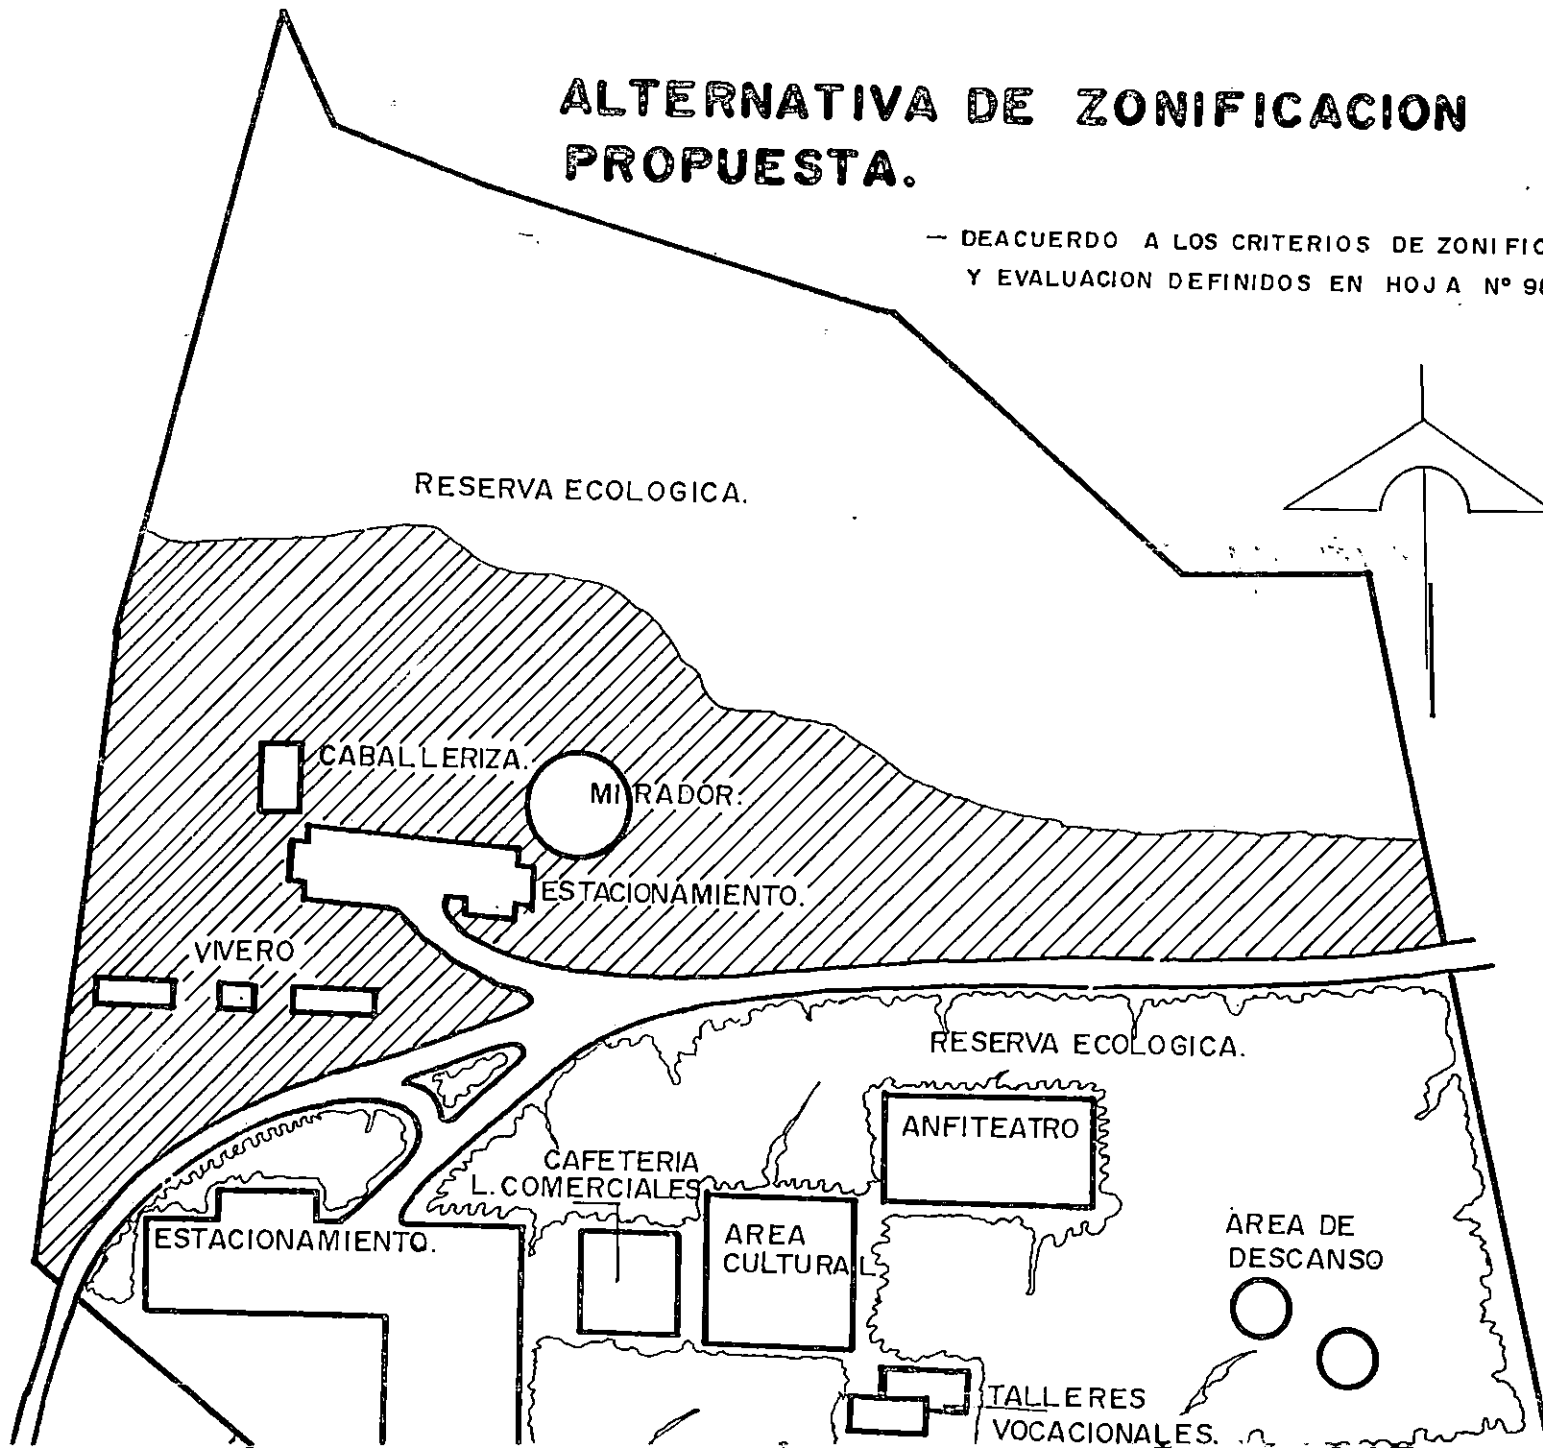 ALTERNATIVA DE ZONIFICACION
PROPUESTA.
— DEACUERDO A LOS CRITERIOS DE ZONIFIC
Y EVALUACION DEFINIDOS EN HOJA Nº 9
RESERVA ECOLOGICA.
CABALLERIZA.
MIRADOR.
ESTACIONAMIENTO.
VIVERO
RESERVA ECOLOGICA.
ANFITEATRO
CAFETERIA
L. COMERCIALES
AREA
CULTURAL
ESTACIONAMIENTO.
AREA DE
DESCANSO
TALLERES
VOCACIONALES.